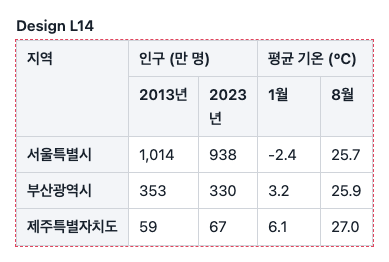 Design L14
지역 인구 (만 명) 평균 기온 (°C)
2013년 2023 1월 8월
년
서울특별시 1,014 938 -2.4 25.7
부산광역시 353 330 3.2 25.9
제주특별자치도 59 67 6.1 27.0